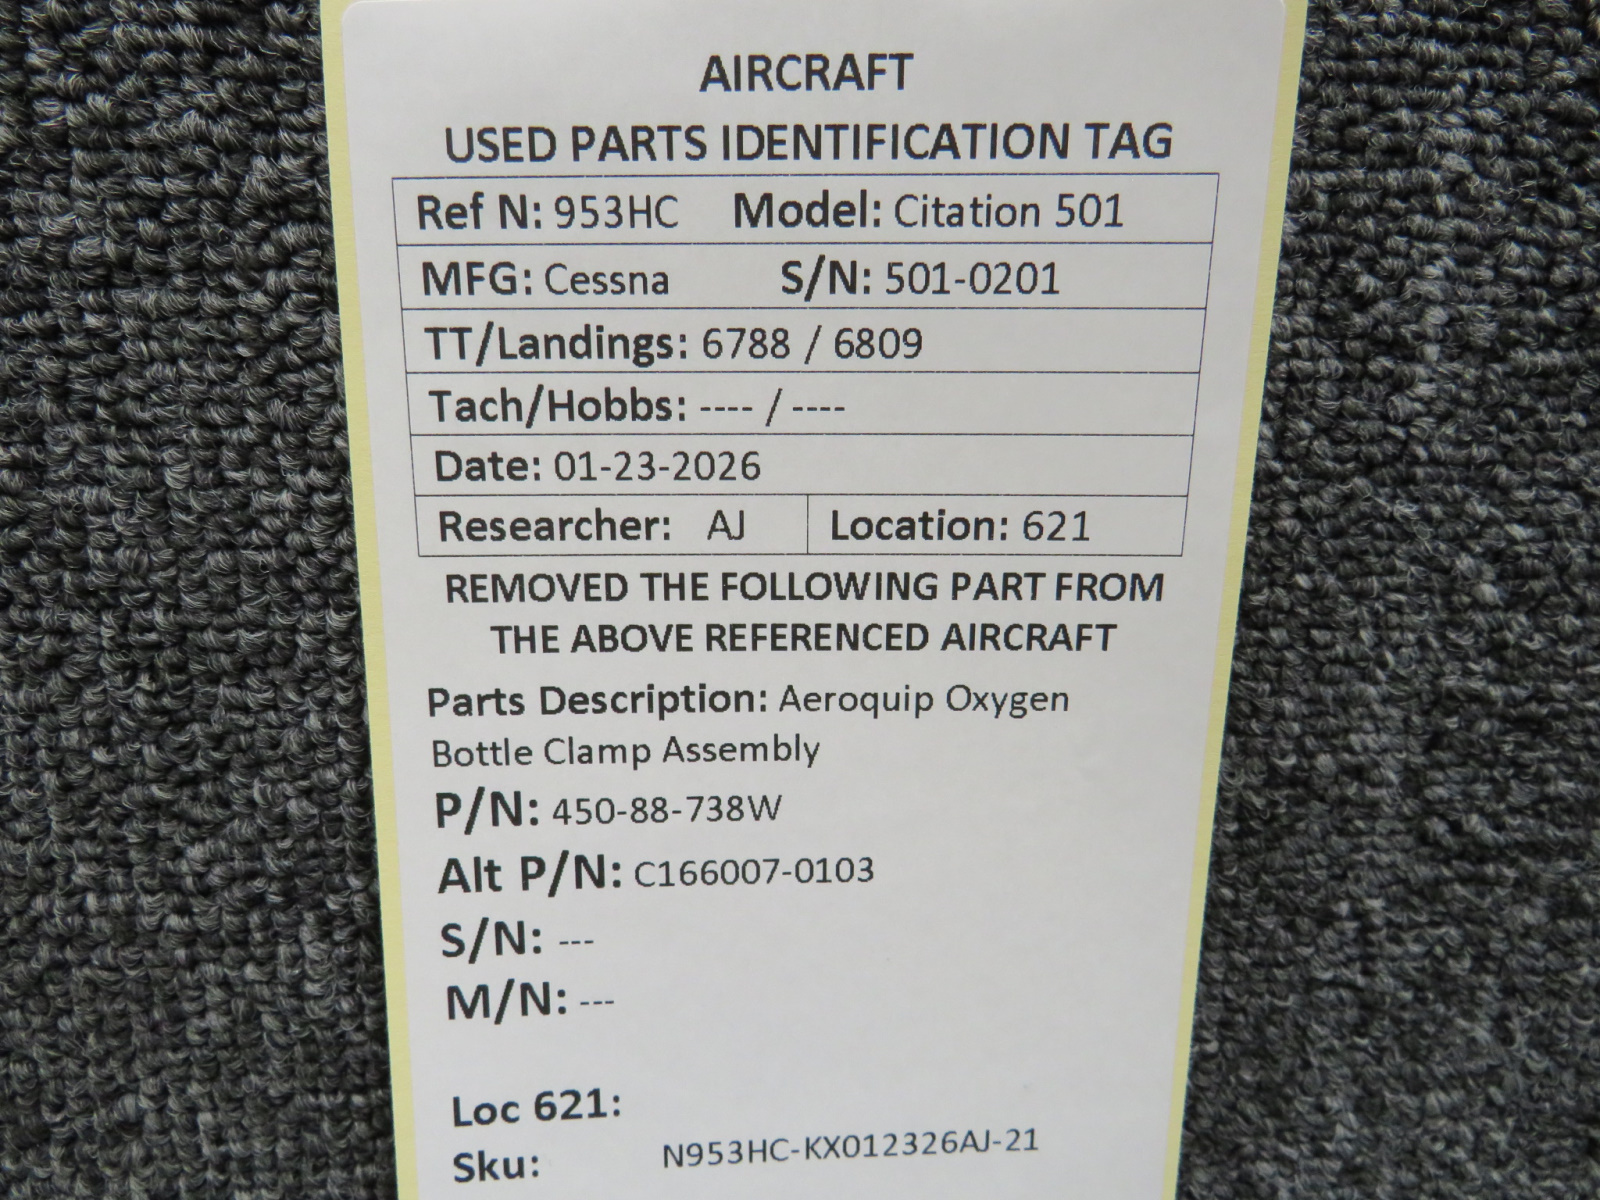 AIRCRAFT
USED PARTS IDENTIFICATION TAG
Ref N: 953HC Model: Citation 501
MFG: Cessna S/N: 501-0201
TT/Landings: 6788 / 6809
Tach/Hobbs: ---- / ----
Date: 01-23-2026
Researcher: AJ Location: 621
REMOVED THE FOLLOWING PART FROM
THE ABOVE REFERENCED AIRCRAFT
Parts Description: Aeroquip Oxygen
Bottle Clamp Assembly
P/N: 450-88-738W
Alt P/N: C166007-0103
S/N: ---
M/N: ---
Loc 621:
Sku: N953HC-KX012326AJ-21